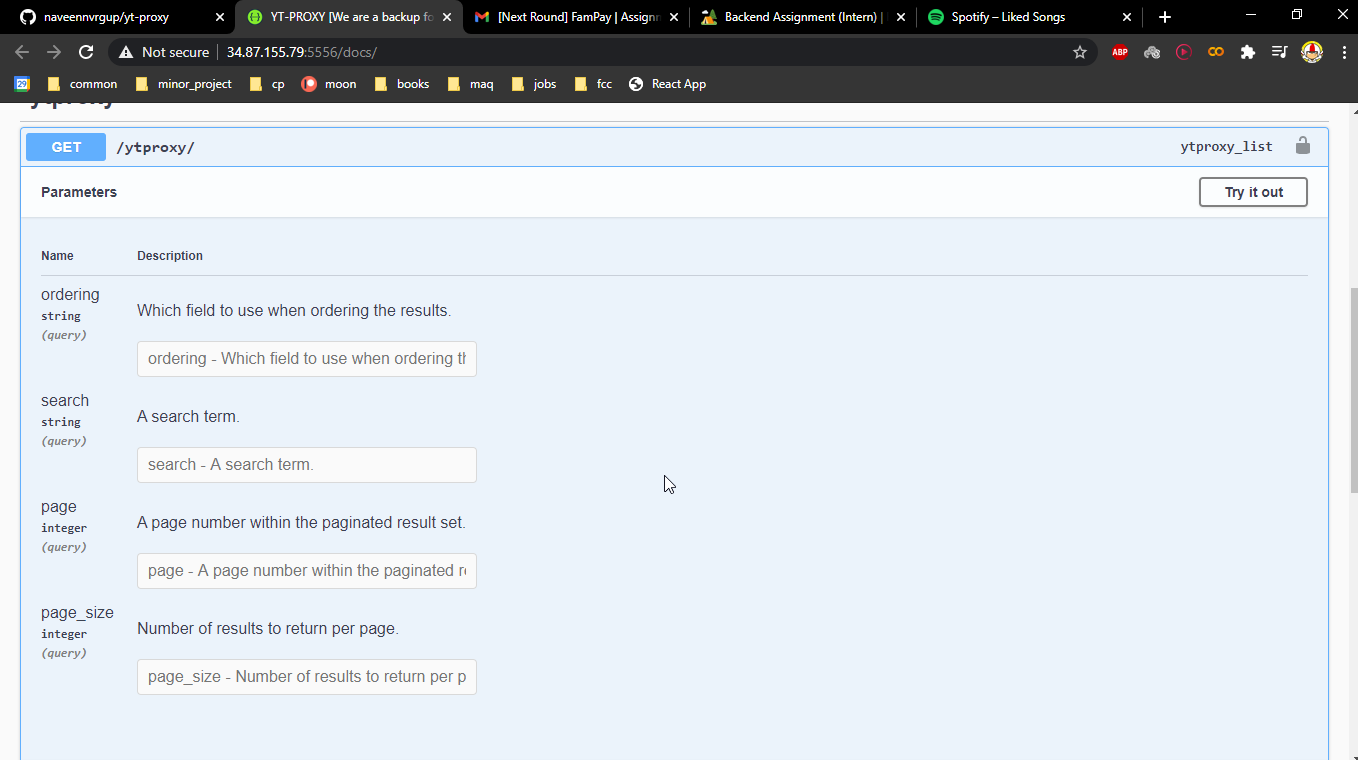 naveennvrgup/yt-proxy
YT-PROXY [We are a backup fo
[Next Round] FamPay | Assignm
Backend Assignment (Intern) |
Spotify – Liked Songs
Not secure
34.87.155.79:5556/docs/
ABP
29
common
minor_project
cp
moon
books
maq
jobs
fcc
React App
ytproxy
GET
/ytproxy/
ytproxy_list
Parameters
Try it out
Name
Description
ordering
string
(query)
Which field to use when ordering the results.
ordering - Which field to use when ordering th
search
string
(query)
A search term.
search - A search term.
page
integer
(query)
A page number within the paginated result set.
page - A page number within the paginated re
page_size
integer
(query)
Number of results to return per page.
page_size - Number of results to return per p